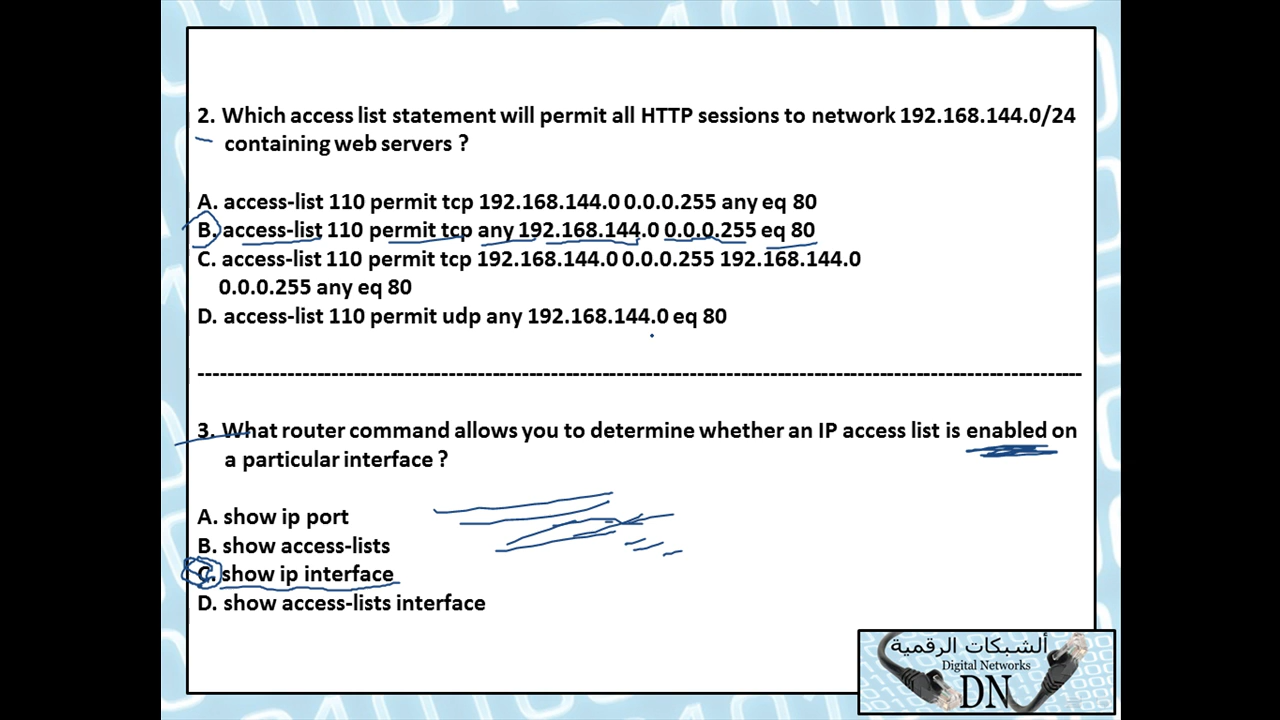 2. Which access list statement will permit all HTTP sessions to network 192.168.144.0/24
containing web servers ?
A. access-list 110 permit tcp 192.168.144.0 0.0.0.255 any eq 80
B. access-list 110 permit tcp any 192.168.144.0 0.0.0.255 eq 80
C. access-list 110 permit tcp 192.168.144.0 0.0.0.255 192.168.144.0
0.0.0.255 any eq 80
D. access-list 110 permit udp any 192.168.144.0 eq 80
--------------------------------------------------------------------------------
3. What router command allows you to determine whether an IP access list is enabled on
a particular interface ?
A. show ip port
B. show access-lists
C. show ip interface
D. show access-lists interface
ألشبكات الرقمية
Digital Networks
DN